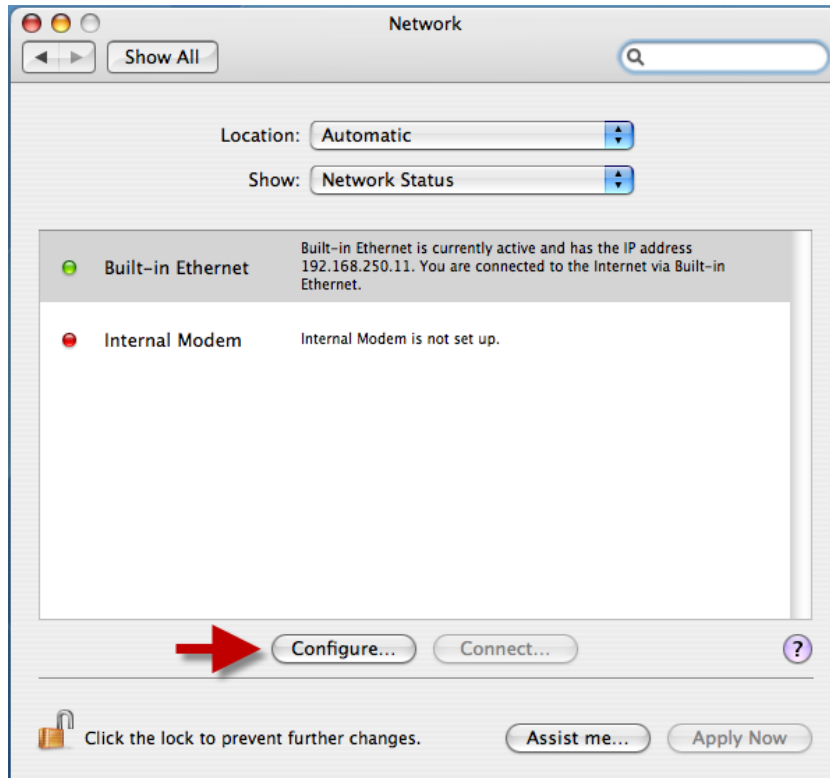 Network
Show All
Location: Automatic
Show: Network Status
Built-in Ethernet
Built-in Ethernet is currently active and has the IP address
192.168.250.11. You are connected to the Internet via Built-in
Ethernet.
Internal Modem
Internal Modem is not set up.
Configure... Connect... ?
Click the lock to prevent further changes. Assist me... Apply Now